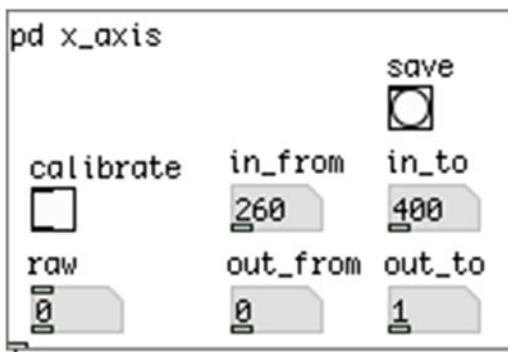 pd x_axis
save
calibrate in_from in_to
260 400
raw out_from out_to
0 0 1